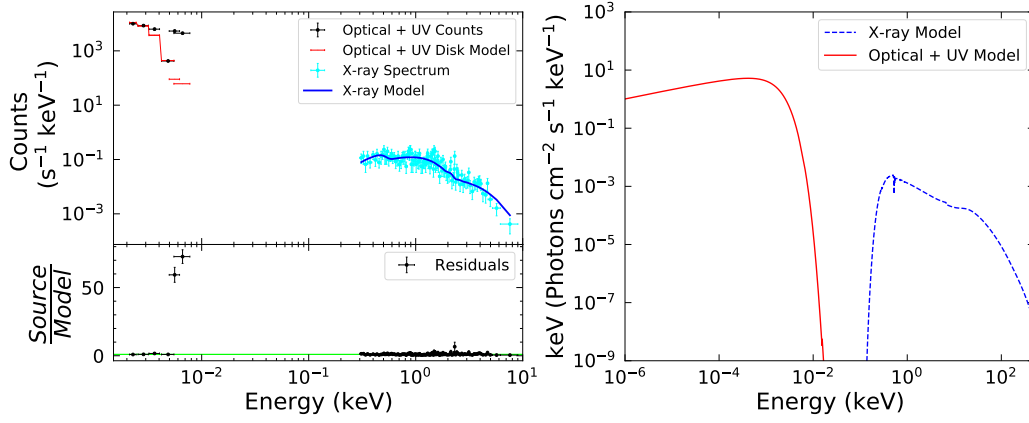 10³
10¹
10⁻¹
10⁻³
Counts
(s⁻¹ keV⁻¹)
Optical + UV Counts
Optical + UV Disk Model
X-ray Spectrum
X-ray Model
50
0
Source
Model
Residuals
10⁻² 10⁻¹ 10⁰ 10¹
Energy (keV)
10³
10¹
10⁻¹
10⁻³
10⁻⁵
10⁻⁷
10⁻⁹
keV (Photons cm⁻² s⁻¹ keV⁻¹)
X-ray Model
Optical + UV Model
10⁻⁶ 10⁻⁴ 10⁻² 10⁰ 10²
Energy (keV)